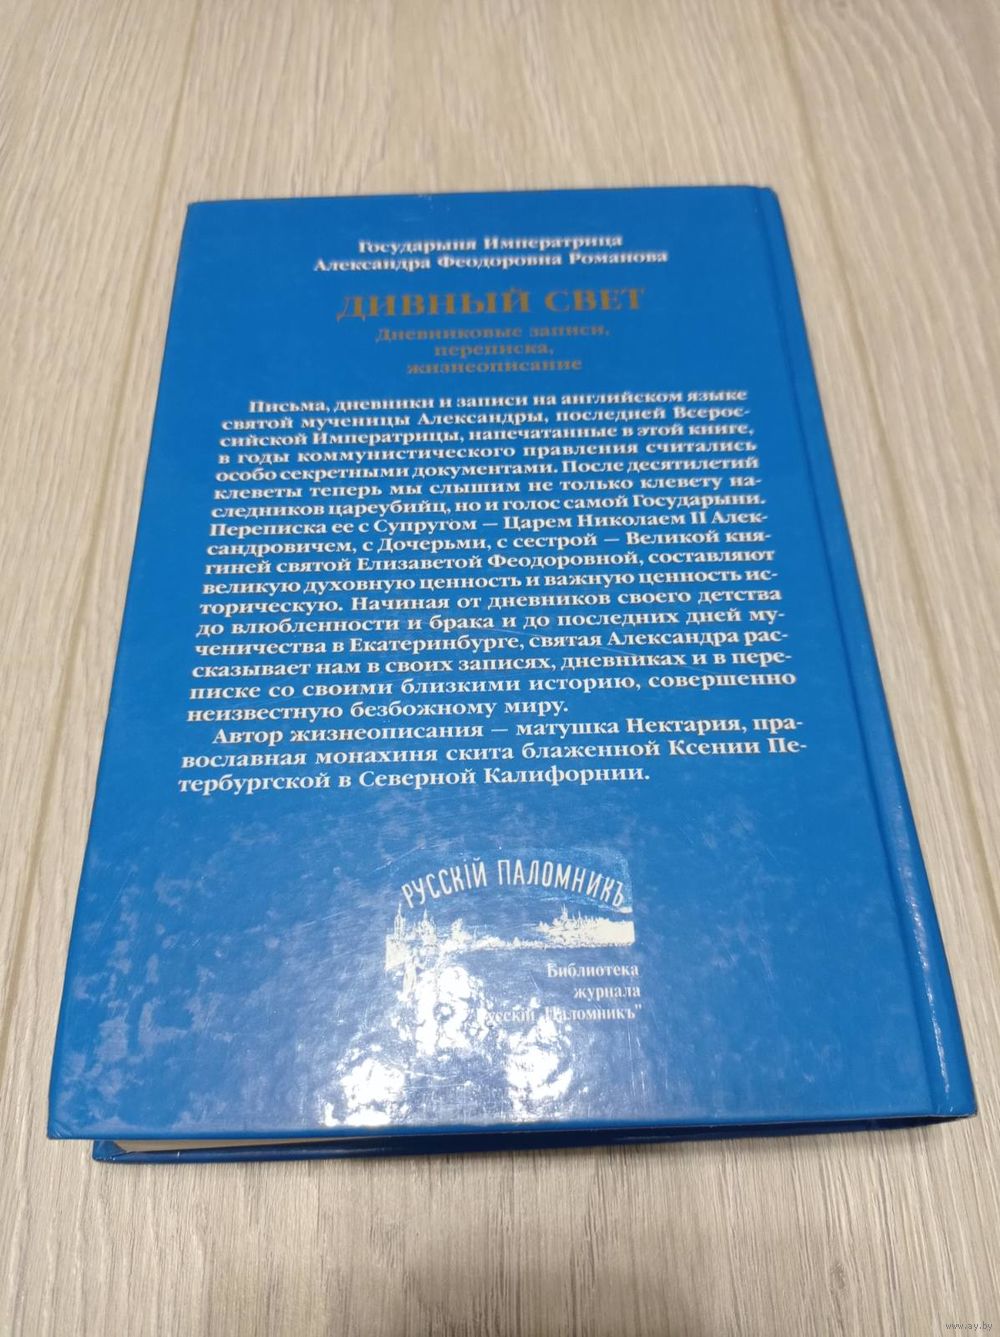 Государыня Императрица
Александра Феодоровна Романова
ДИВНЫЙ СВЕТ
Дневниковые записи,
переписка,
жизнеописание
Письма, дневники и записи на английском языке
святой мученицы Александры, последней Всерос-
сийской Императрицы, напечатанные в этой книге,
в годы коммунистического правления считались
особо секретными документами. После десятилетий
клеветы теперь мы слышим не только клевету на-
следников цареубийц, но и голос самой Государыни.
Переписка ее с Супругом — Царем Николаем II Алек-
сандровичем, с Дочерьми, с сестрой — Великой кня-
гиней святой Елизаветой Феодоровной, составляют
великую духовную ценность и важную ценность ис-
торическую. Начиная от дневников своего детства
до влюбленности и брака и до последних дней му-
ченичества в Екатеринбурге, святая Александра рас-
сказывает нам в своих записях, дневниках и в пере-
писке со своими близкими историю, совершенно
неизвестную безбожному миру.
Автор жизнеописания — матушка Нектария, пра-
вославная монахиня скита блаженной Ксении Пе-
тербургской в Северной Калифорнии.
РУССКІЙ ПАЛОМНИКЪ
Библиотека
журнала
Паломникъ"
www.ay.by